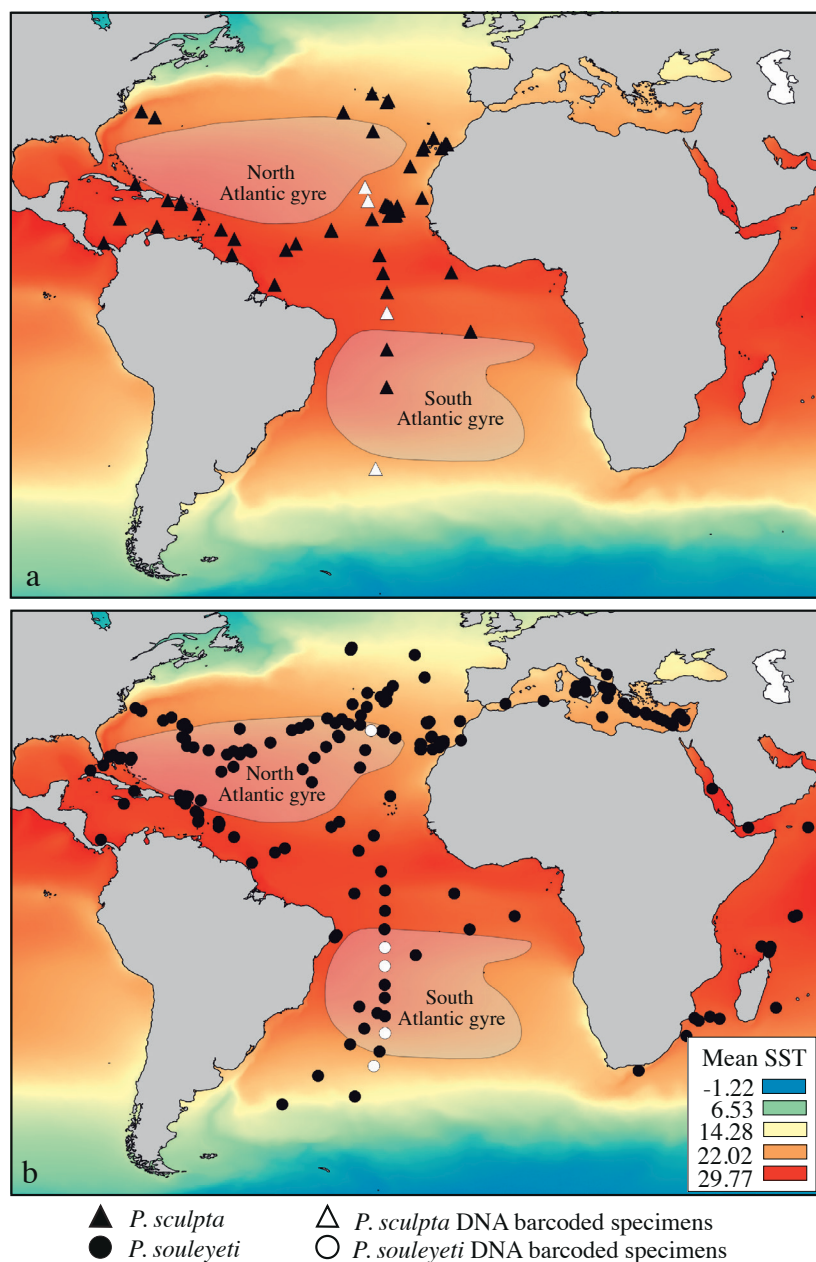 North
Atlantic gyre
South
Atlantic gyre
a
North
Atlantic gyre
South
Atlantic gyre
Mean SST
-1.22
6.53
14.28
22.02
29.77
b
P. sculpta
P. sculpta DNA barcoded specimens
P. souleyeti
P. souleyeti DNA barcoded specimens